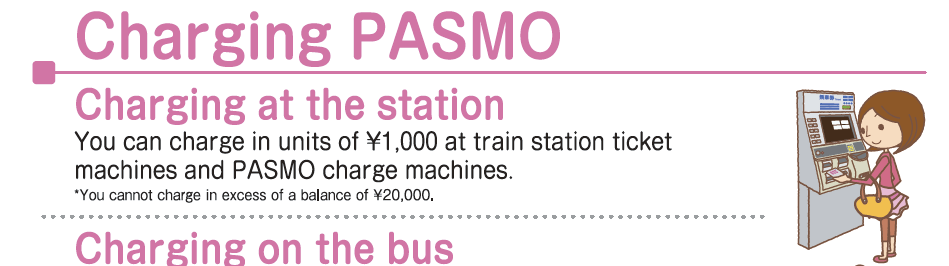 Charging PASMO
Charging at the station
You can charge in units of ¥1,000 at train station ticket
machines and PASMO charge machines.
*You cannot charge in excess of a balance of ¥20,000.
Charging on the bus